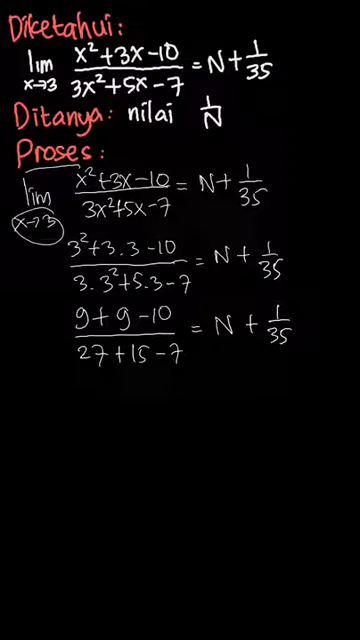 Diketahui:
lim x→3 (x²+3x-10)/(3x²+5x-7) = N + 1/35
Ditanya: nilai 1/N
Proses:
lim x→3 (x²+3x-10)/(3x²+5x-7) = N + 1/35
(3²+3.3-10)/(3.3²+5.3-7) = N + 1/35
(9+9-10)/(27+15-7) = N + 1/35